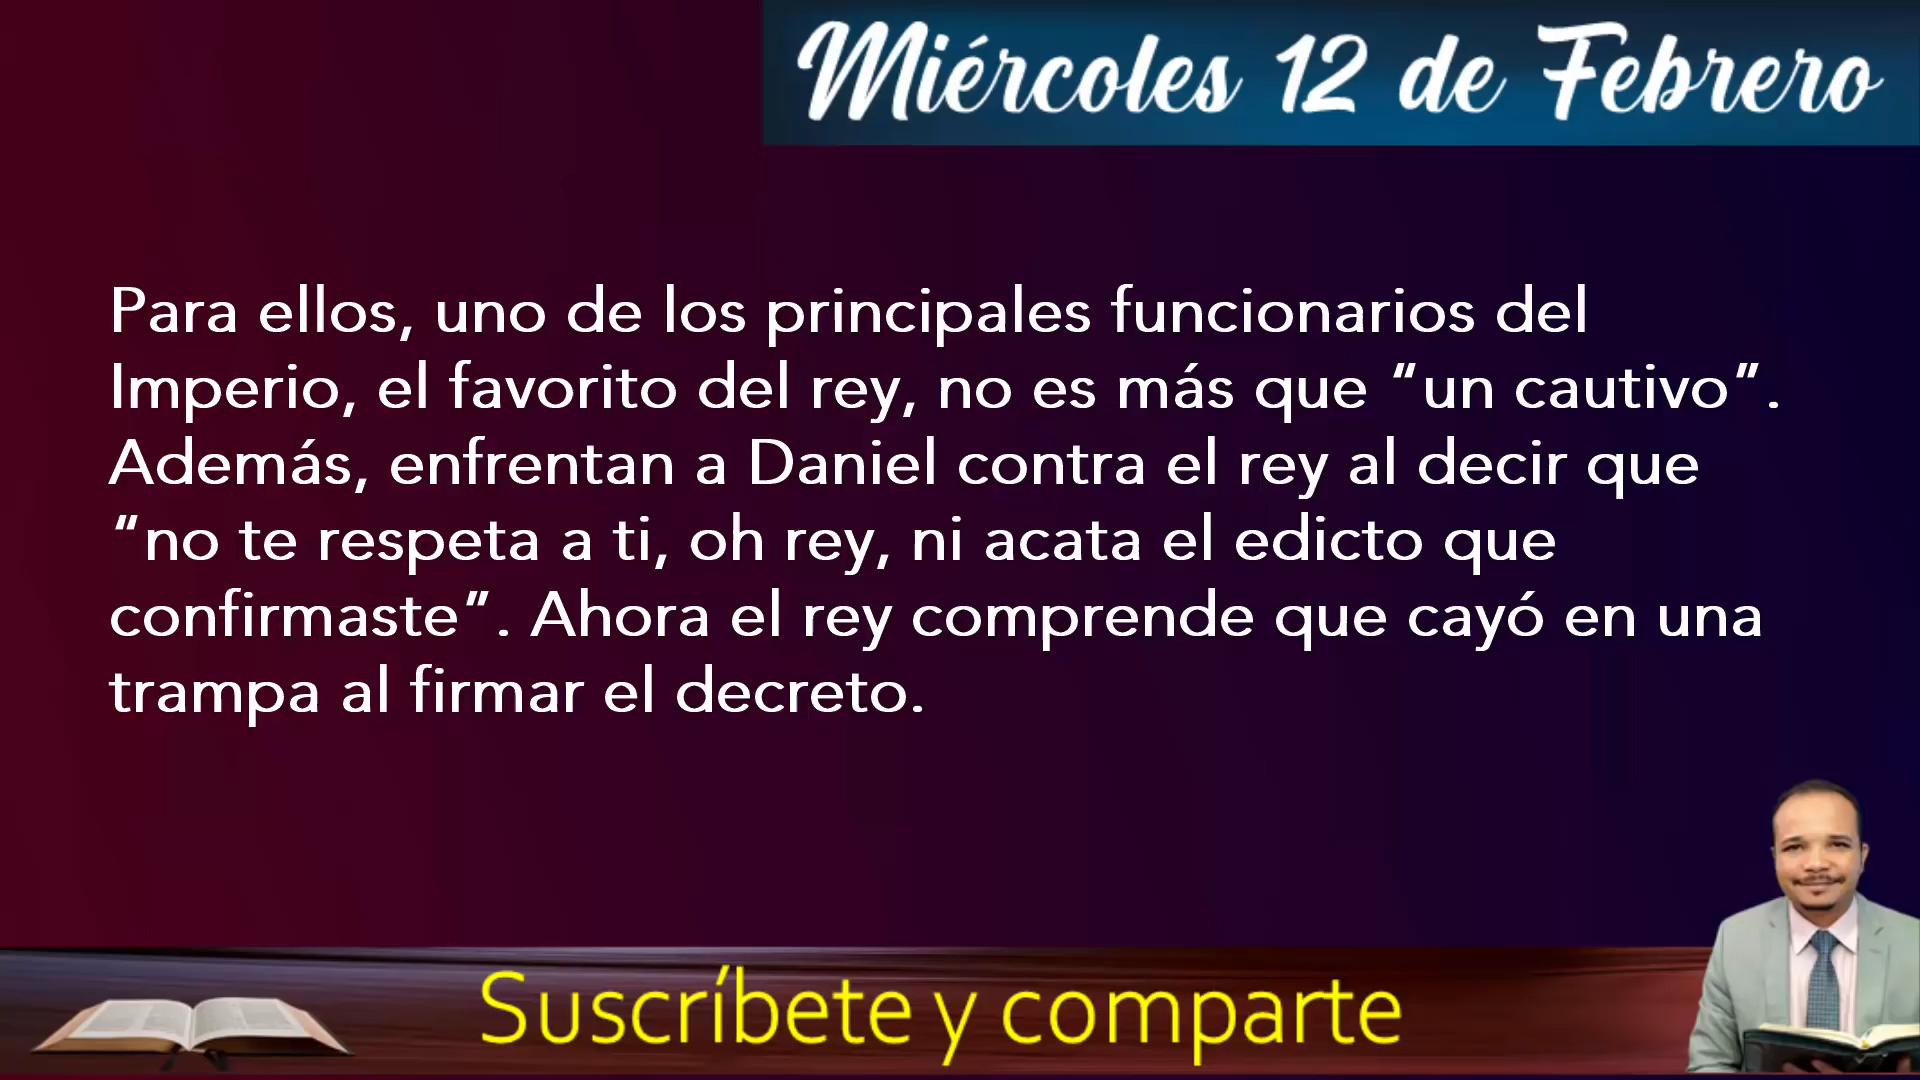 Miércoles 12 de Febrero
Para ellos, uno de los principales funcionarios del
Imperio, el favorito del rey, no es más que “un cautivo”.
Además, enfrentan a Daniel contra el rey al decir que
“no te respeta a ti, oh rey, ni acata el edicto que
confirmaste”. Ahora el rey comprende que cayó en una
trampa al firmar el decreto.
Suscríbete y comparte